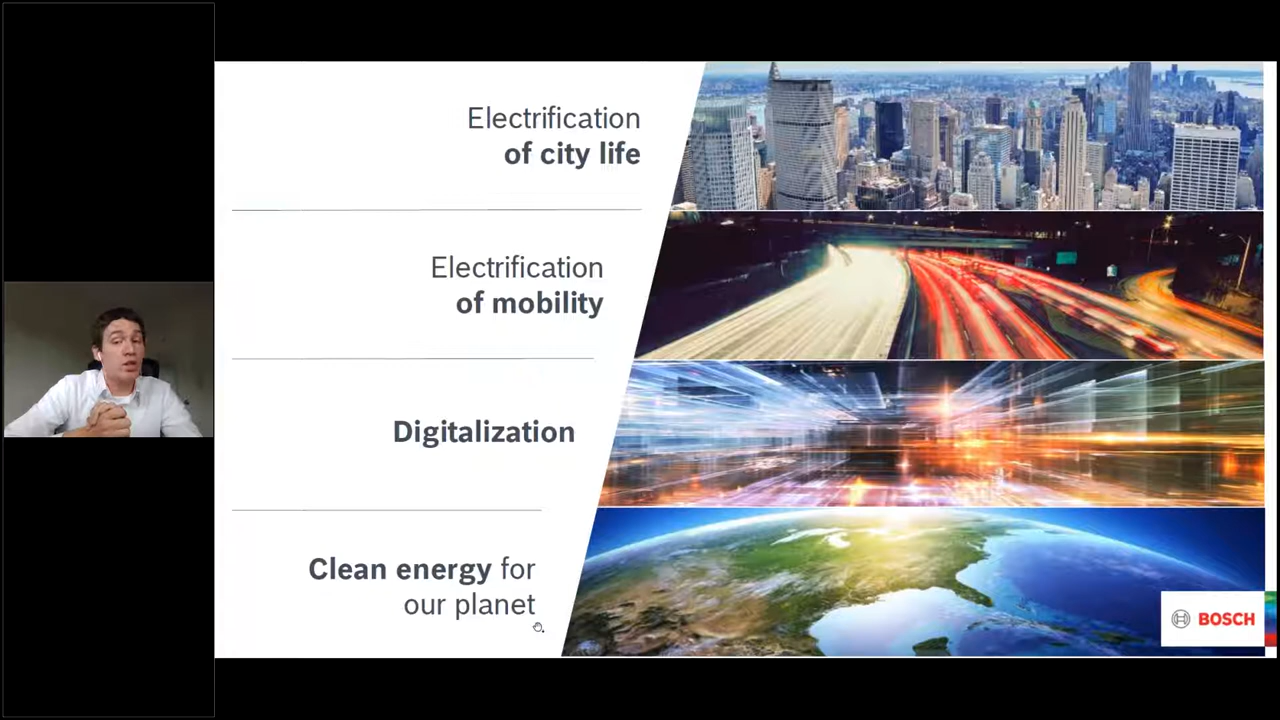 Electrification
of city life
Electrification
of mobility
Digitalization
Clean energy for
our planet
BOSCH